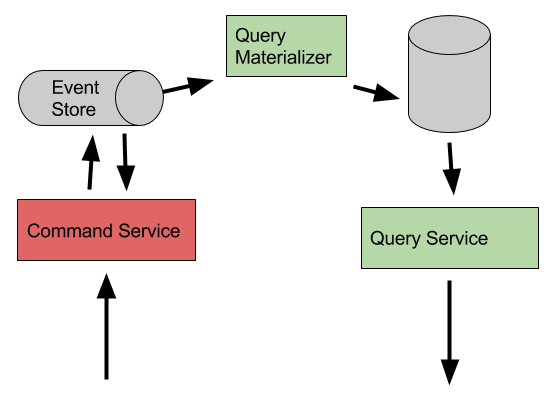 Query
Materializer
Event
Store
Command Service
Query Service